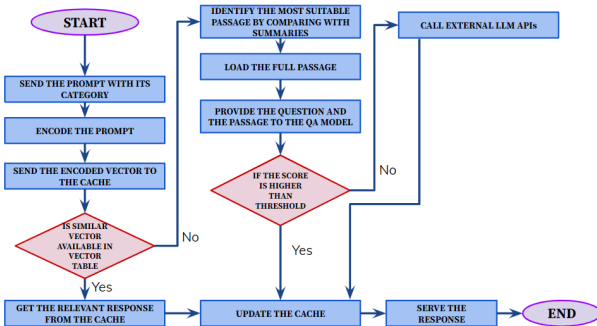 START
SEND THE PROMPT WITH ITS
CATEGORY
ENCODE THE PROMPT
SEND THE ENCODED VECTOR TO
THE CACHE
IS SIMILAR
VECTOR
AVAILABLE IN
VECTOR
TABLE
No
Yes
GET THE RELEVANT RESPONSE
FROM THE CACHE
IDENTIFY THE MOST SUITABLE
PASSAGE BY COMPARING WITH
SUMMARIES
LOAD THE FULL PASSAGE
PROVIDE THE QUESTION AND
THE PASSAGE TO THE QA MODEL
IF THE SCORE
IS HIGHER
THAN
THRESHOLD
No
Yes
CALL EXTERNAL LLM APIs
UPDATE THE CACHE
SERVE THE
RESPONSE
END